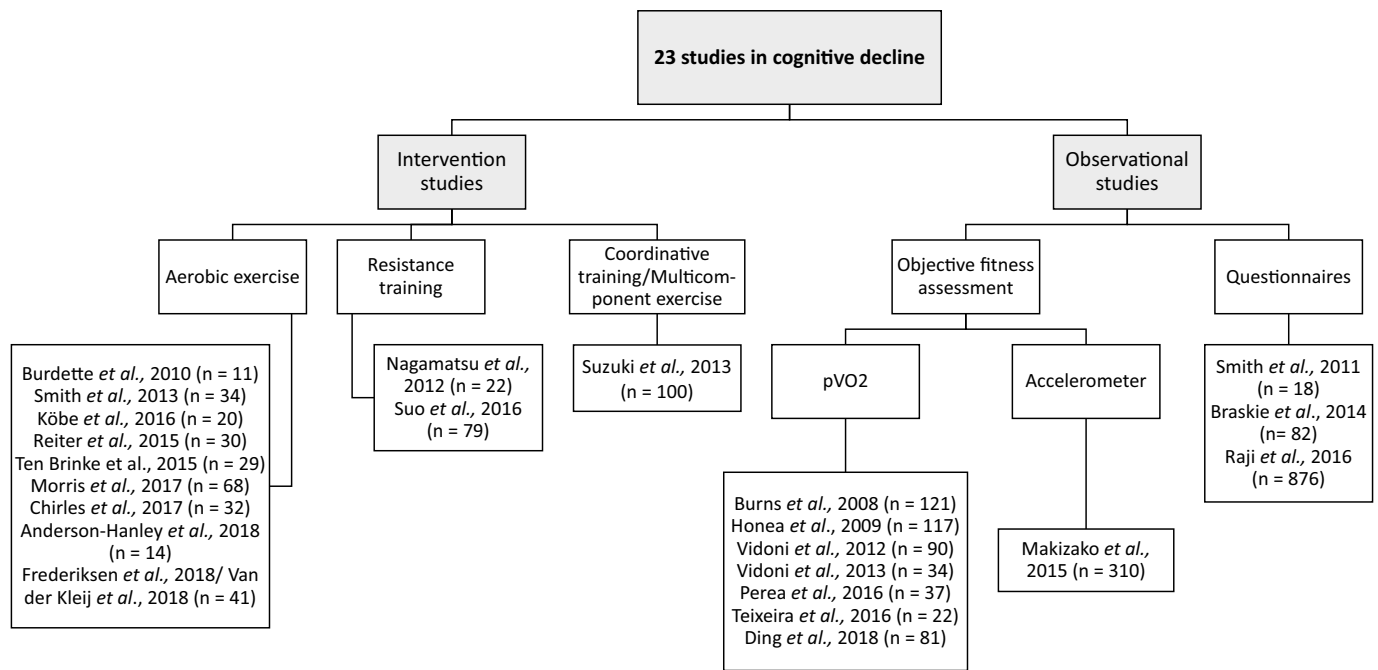 23 studies in cognitive decline
Intervention
studies
Observational
studies
Aerobic exercise
Resistance
training
Coordinative
training/Multicom-
ponent exercise
Objective fitness
assessment
Questionnaires
Burdette et al., 2010 (n = 11)
Smith et al., 2013 (n = 34)
Köbe et al., 2016 (n = 20)
Reiter et al., 2015 (n = 30)
Ten Brinke et al., 2015 (n = 29)
Morris et al., 2017 (n = 68)
Chirles et al., 2017 (n = 32)
Anderson-Hanley et al., 2018
(n = 14)
Frederiksen et al., 2018/ Van
der Kleij et al., 2018 (n = 41)
Nagamatsu et al.,
2012 (n = 22)
Suo et al., 2016
(n = 79)
Suzuki et al., 2013
(n = 100)
pVO2
Accelerometer
Smith et al., 2011
(n = 18)
Braskie et al., 2014
(n= 82)
Raji et al., 2016
(n = 876)
Burns et al., 2008 (n = 121)
Honea et al., 2009 (n = 117)
Vidoni et al., 2012 (n = 90)
Vidoni et al., 2013 (n = 34)
Perea et al., 2016 (n = 37)
Teixeira et al., 2016 (n = 22)
Ding et al., 2018 (n = 81)
Makizako et al.,
2015 (n = 310)